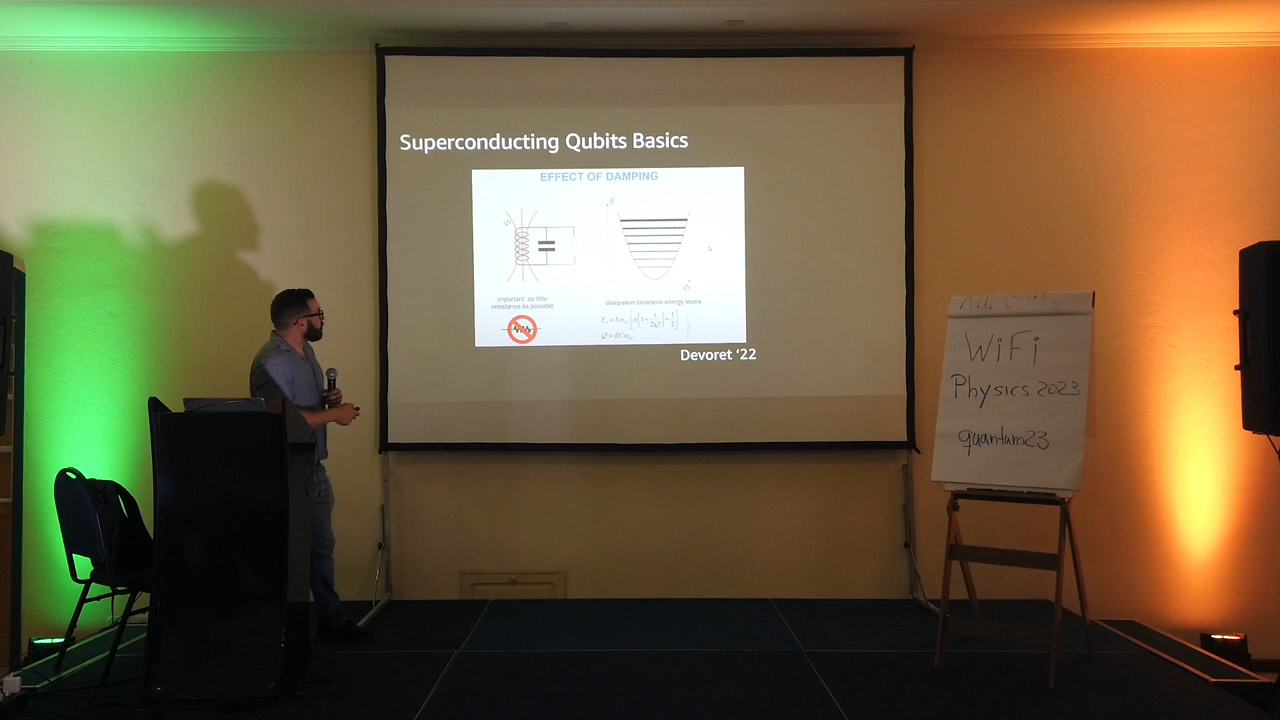 Superconducting Qubits Basics
EFFECT OF DAMPING
E
important as little
resistance as possible
dissipation broadens energy levels
Devoret ‘22
WiFi
Physics 2023
quantum23